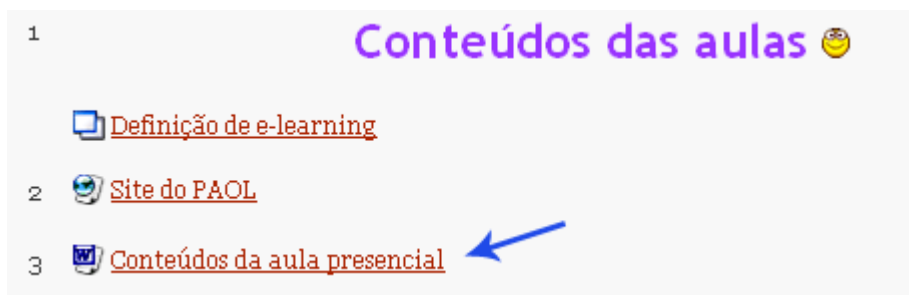 1 Conteúdos das aulas
Definição de e-learning
2 Site do PAOL
3 Conteúdos da aula presencial